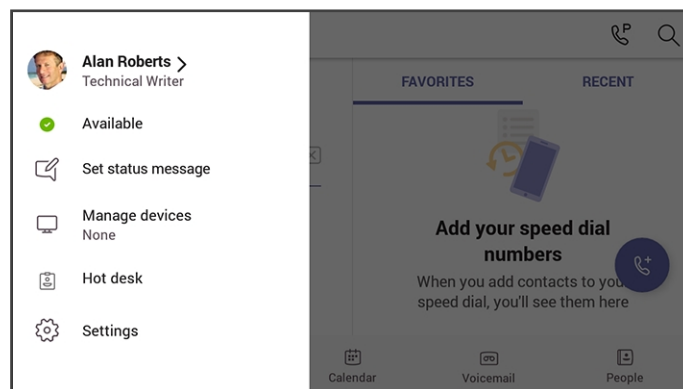 Alan Roberts
Technical Writer
Available
Set status message
Manage devices
None
Hot desk
Settings
P
FAVORITES
RECENT
Add your speed dial
numbers
When you add contacts to you
speed dial, you'll see them here
Calendar
Voicemail
People